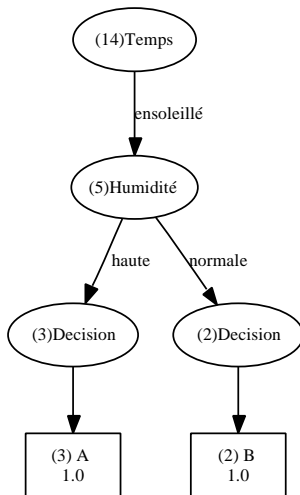 (14)Temps
ensoleillé
(5)Humidité
haute
normale
(3)Decision
(2)Decision
(3) A
1.0
(2) B
1.0